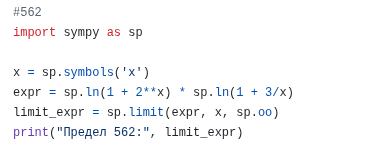 #562
import sympy as sp
x = sp.symbols('x')
expr = sp.ln(1 + 2**x) * sp.ln(1 + 3/x)
limit_expr = sp.limit(expr, x, sp.oo)
print("Предел 562:", limit_expr)